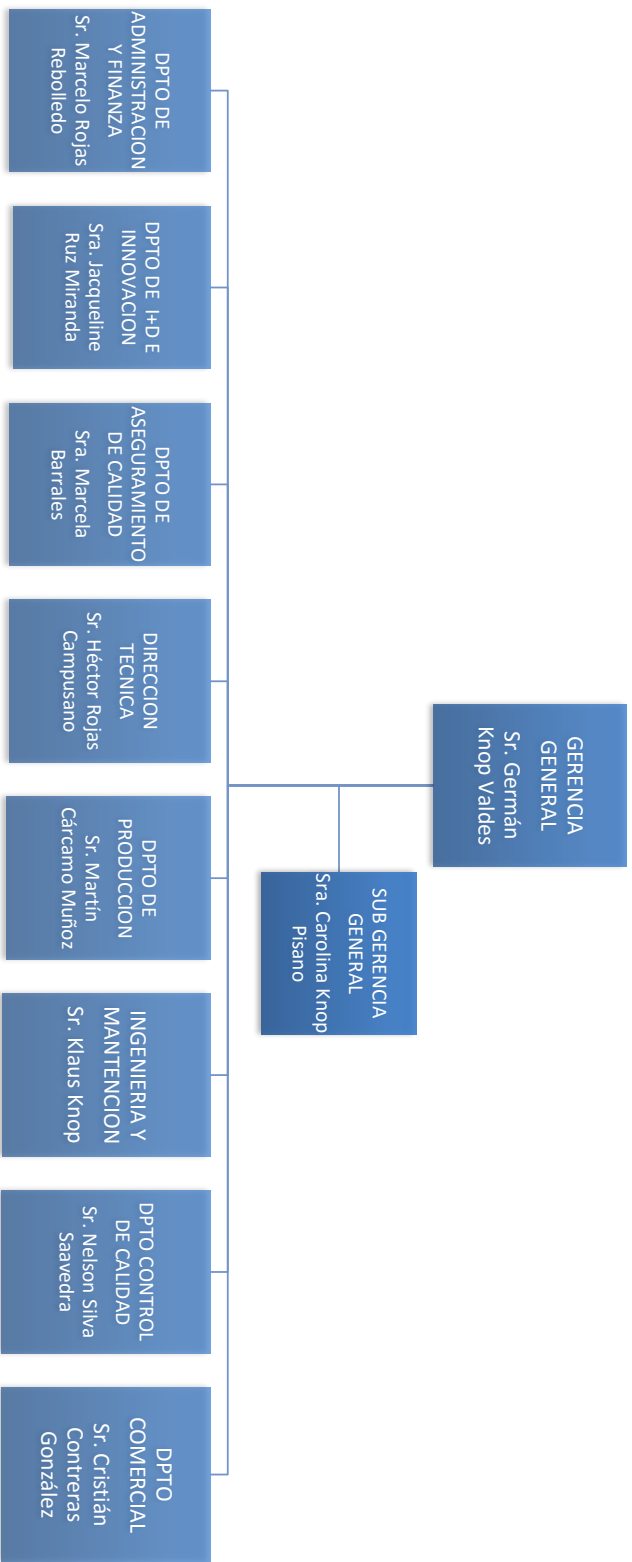 GERENCIA
GENERAL
Sr. Germán
Knop Valdes
SUB GERENCIA
GENERAL
Sra. Carolina Knop
Pisano
DPTO DE
ADMINISTRACION
Y FINANZA
Sr. Marcelo Rojas
Rebolledo
DPTO DE I+D E
INNOVACION
Sra. Jacqueline
Ruz Miranda
DPTO DE
ASEGURAMIENTO
DE CALIDAD
Sra. Marcela
Barrales
DIRECCION
TECNICA
Sr. Héctor Rojas
Campusano
DPTO DE
PRODUCCION
Sr. Martín
Cárcamo Muñoz
INGENIERIA Y
MANTENCION
Sr. Klaus Knop
DPTO CONTROL
DE CALIDAD
Sr. Nelson Silva
Saavedra
DPTO
COMERCIAL
Sr. Cristián
Contreras
González